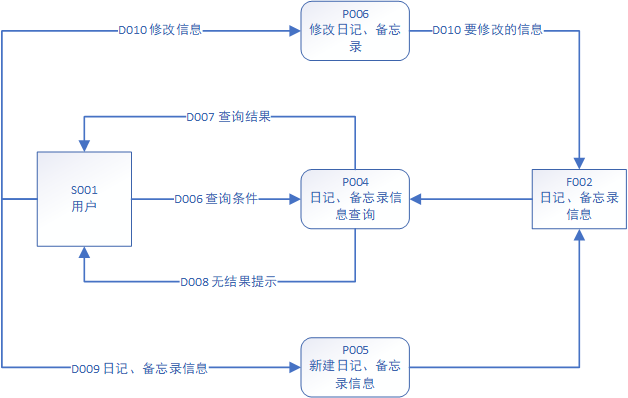 P006
修改日记、备忘
录
D010 修改信息
D010 要修改的信息
D007 查询结果
S001
用户
D006 查询条件
P004
日记、备忘录信
息查询
F002
日记、备忘录
信息
D008 无结果提示
P005
新建日记、备忘
录信息
D009 日记、备忘录信息